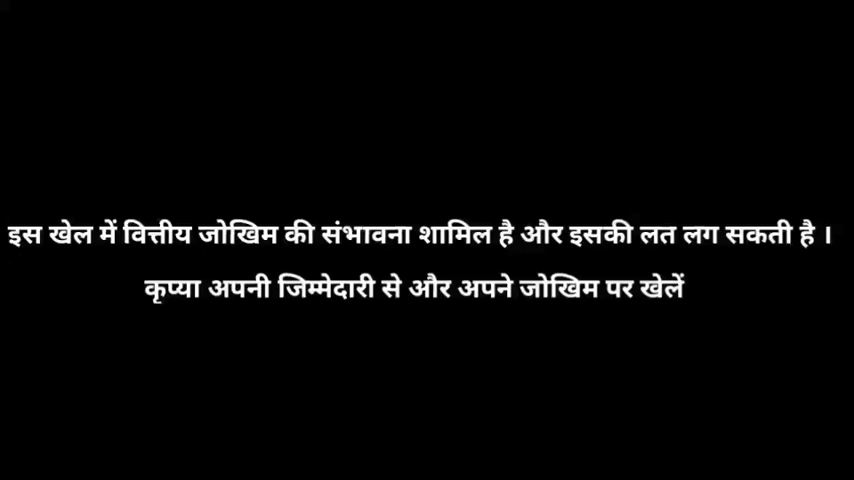 इस खेल में वित्तीय जोखिम की संभावना शामिल है और इसकी लत लग सकती है ।
कृप्या अपनी जिम्मेदारी से और अपने जोखिम पर खेलें